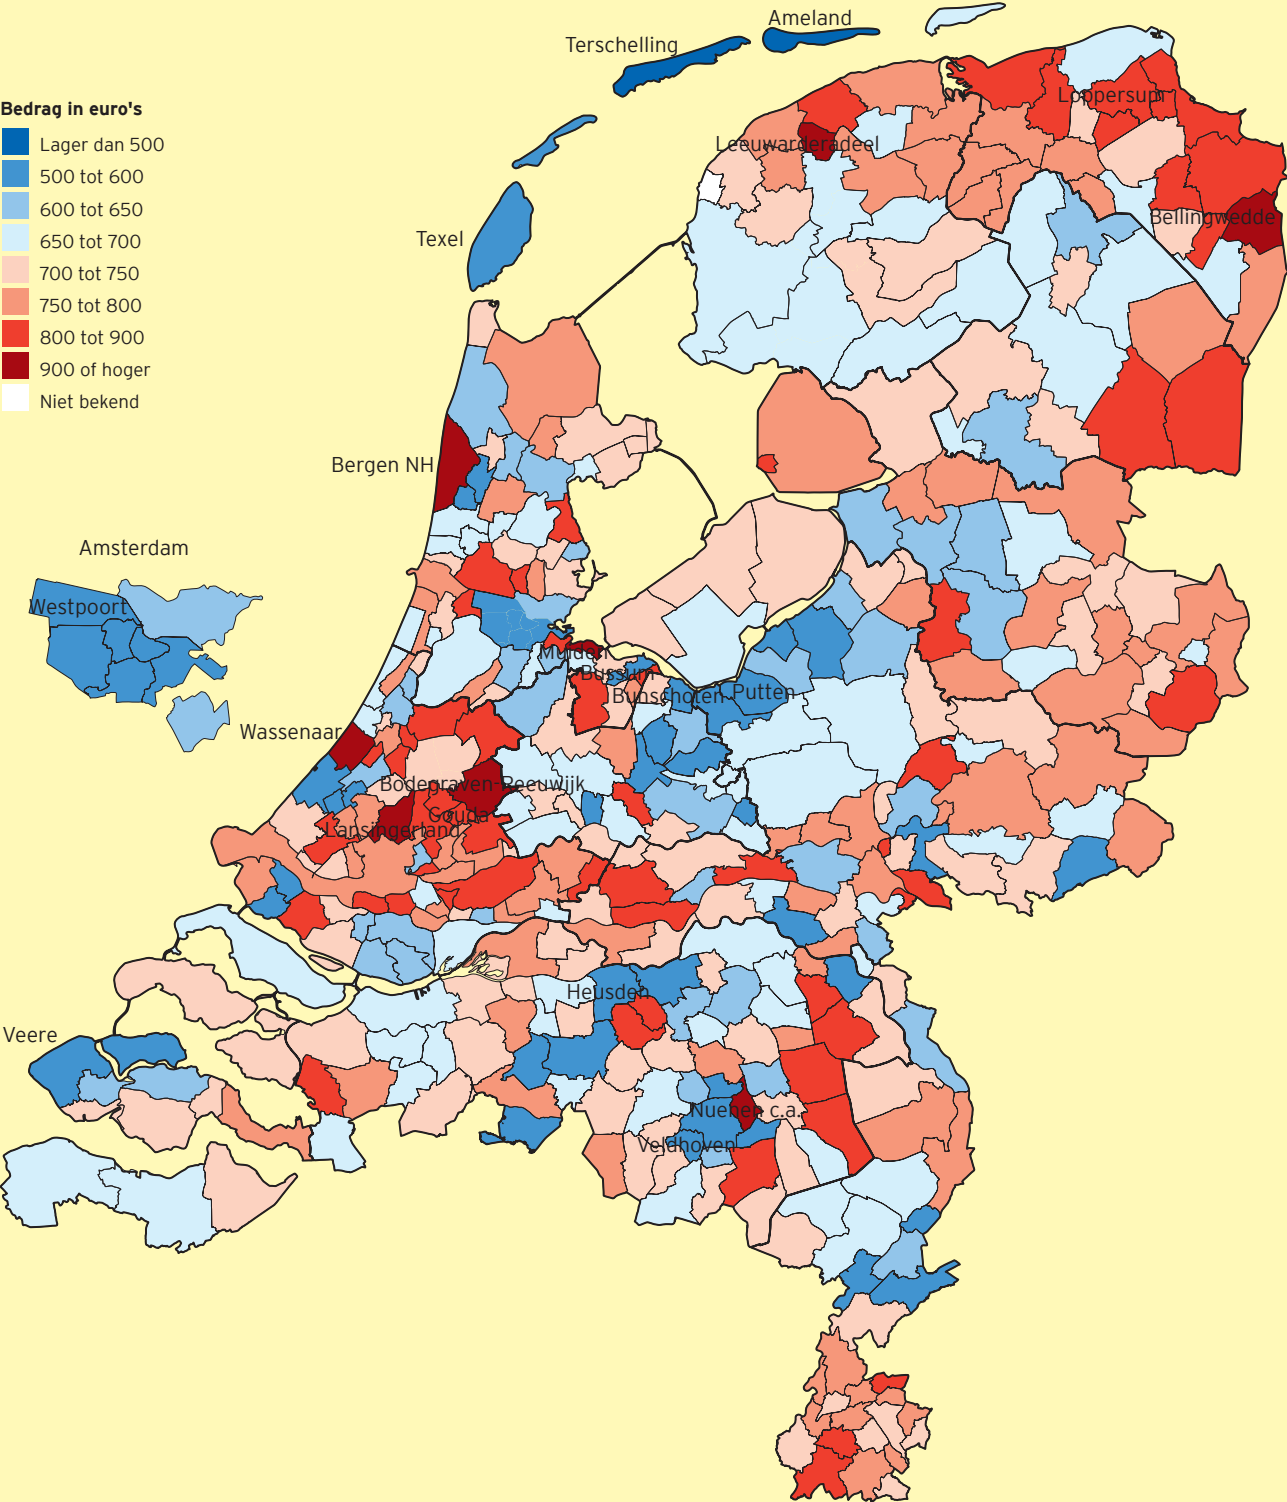 Ameland
Terschelling
Bedrag in euro's
Lager dan 500
500 tot 600
600 tot 650
650 tot 700
700 tot 750
750 tot 800
800 tot 900
900 of hoger
Niet bekend
Loppersum
Leeuwarderadeel
Bellingwedde
Texel
Bergen NH
Amsterdam
Westpoort
Muiden
Bussum
Bunschoten
Putten
Wassenaar
Bodegraven-Reeuwijk
Gouda
Lansingerland
Heusden
Veere
Nuenen c.a.
Veldhoven